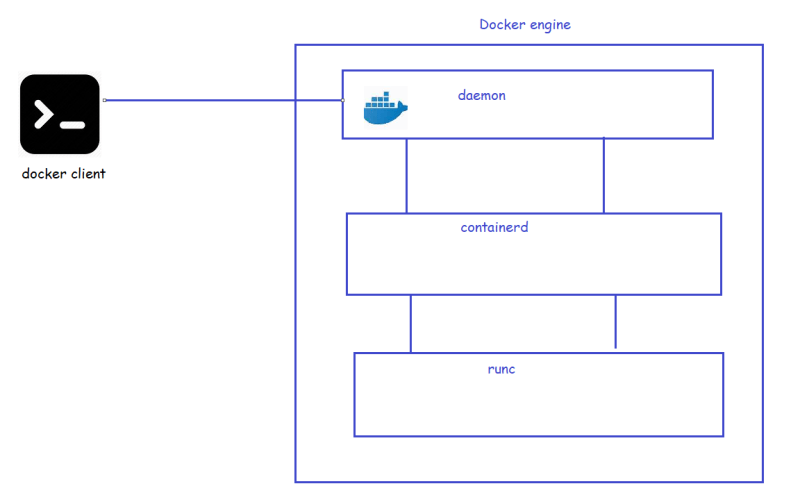 Docker engine
daemon
docker client
containerd
runc